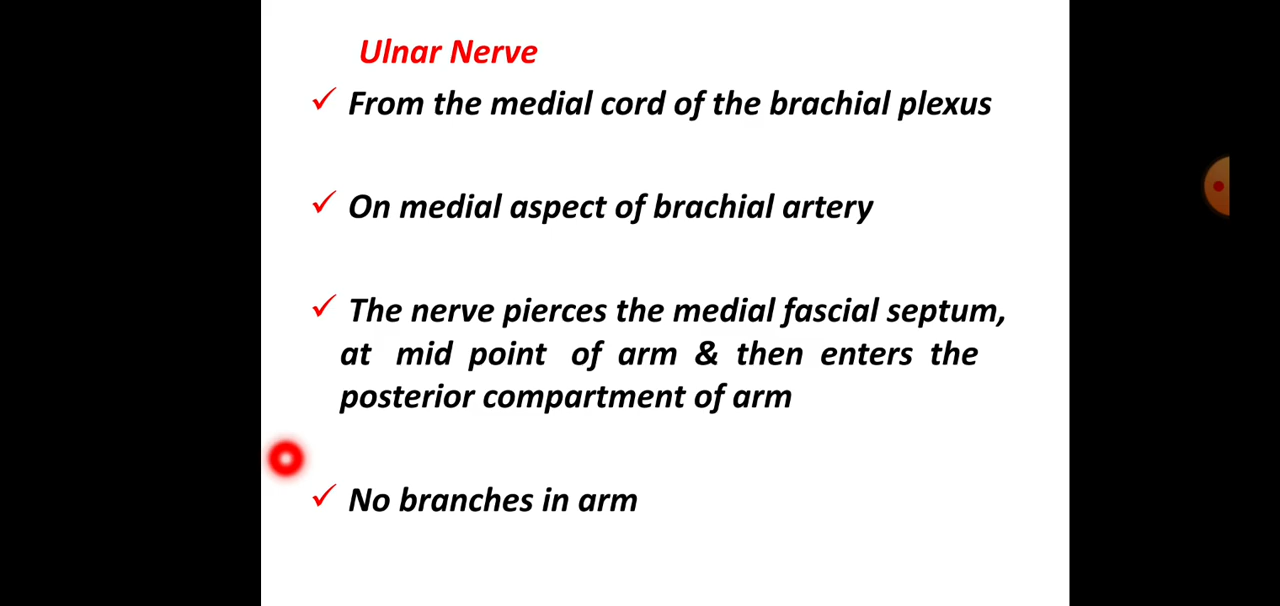 Ulnar Nerve
✓ From the medial cord of the brachial plexus
✓ On medial aspect of brachial artery
✓ The nerve pierces the medial fascial septum,
at mid point of arm & then enters the
posterior compartment of arm
✓ No branches in arm